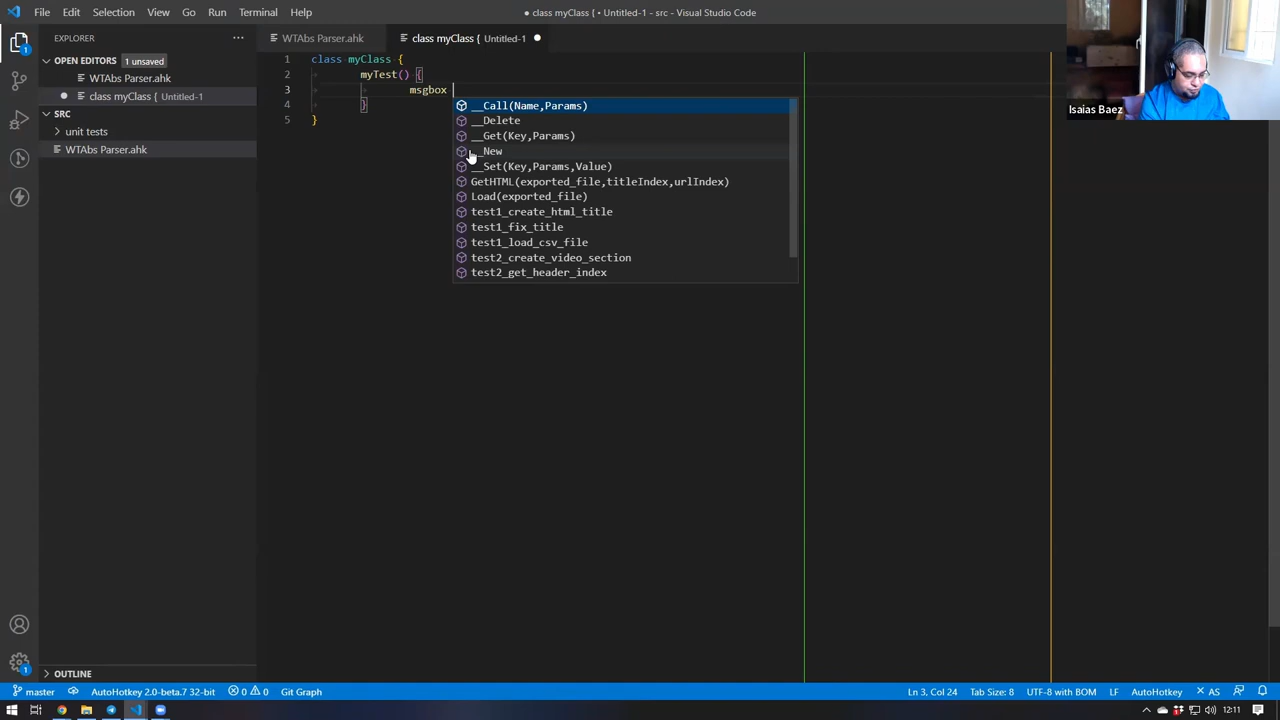 File Edit Selection View Go Run Terminal Help
● class myClass { • Untitled-1 - src - Visual Studio Code
EXPLORER
WTAbs Parser.ahk
class myClass { Untitled-1
OPEN EDITORS 1 unsaved
WTAbs Parser.ahk
class myClass { Untitled-1
SRC
unit tests
WTAbs Parser.ahk
1 class myClass {
2 myTest() {
3 msgbox
4 }
5 }
__Call(Name,Params)
__Delete
__Get(Key,Params)
__New
__Set(Key,Params,Value)
GetHTML(exported_file,titleIndex,urlIndex)
Load(exported_file)
test1_create_html_title
test1_fix_title
test1_load_csv_file
test2_create_video_section
test2_get_header_index
Isaias Baez
1
1
OUTLINE
master AutoHotkey 2.0-beta.7 32-bit 0 0 Git Graph Ln 3, Col 24 Tab Size: 8 UTF-8 with BOM LF AutoHotkey AS
12:11